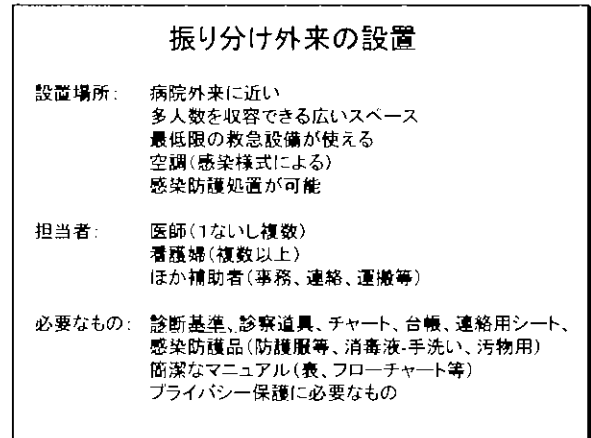 振り分け外来の設置
設置場所： 病院外来に近い
多人数を収容できる広いスペース
最低限の救急設備が使える
空調(感染様式による)
感染防護処置が可能
担当者： 医師(1ないし複数)
看護婦(複数以上)
ほか補助者(事務、連絡、運搬等)
必要なもの： 診断基準、診察道具、チャート、台帳、連絡用シート、
感染防護品(防護服等、消毒液-手洗い、汚物用)
簡潔なマニュアル(表、フローチャート等)
プライバシー保護に必要なもの